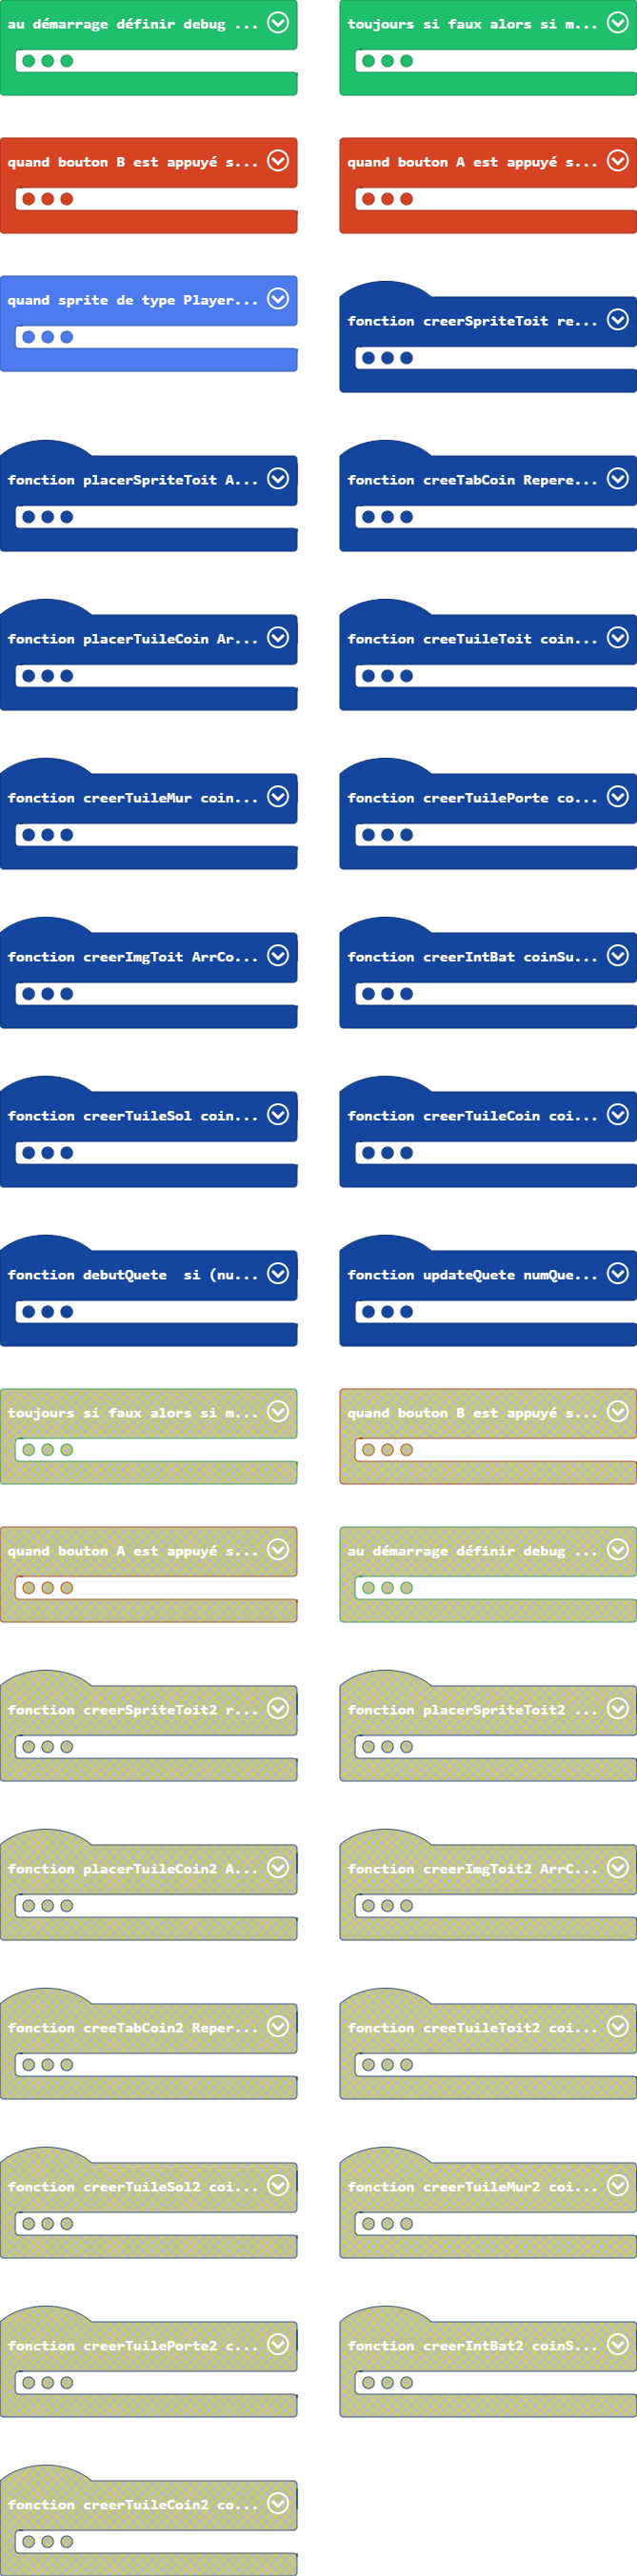 au démarrage définir debug ...
toujours si faux alors si m...
quand bouton B est appuyé s...
quand bouton A est appuyé s...
quand sprite de type Player...
fonction creerSpriteToit re...
fonction placerSpriteToit A...
fonction creeTabCoin Repere...
fonction placerTuileCoin Ar...
fonction creeTuileToit coin...
fonction creerTuileMur coin...
fonction creerTuilePorte co...
fonction creerImgToit ArrCo...
fonction creerIntBat coinSu...
fonction creerTuileSol coin...
fonction creerTuileCoin coi...
fonction debutQuete  si (nu...
fonction updateQuete numQue...
toujours si faux alors si m...
quand bouton B est appuyé s...
quand bouton A est appuyé s...
au démarrage définir debug ...
fonction creerSpriteToit2 r...
fonction placerSpriteToit2 ...
fonction placerTuileCoin2 A...
fonction creerImgToit2 ArrC...
fonction creeTabCoin2 Reper...
fonction creeTuileToit2 coi...
fonction creerTuileSol2 coi...
fonction creerTuileMur2 coi...
fonction creerTuilePorte2 c...
fonction creerIntBat2 coinS...
fonction creerTuileCoin2 co...